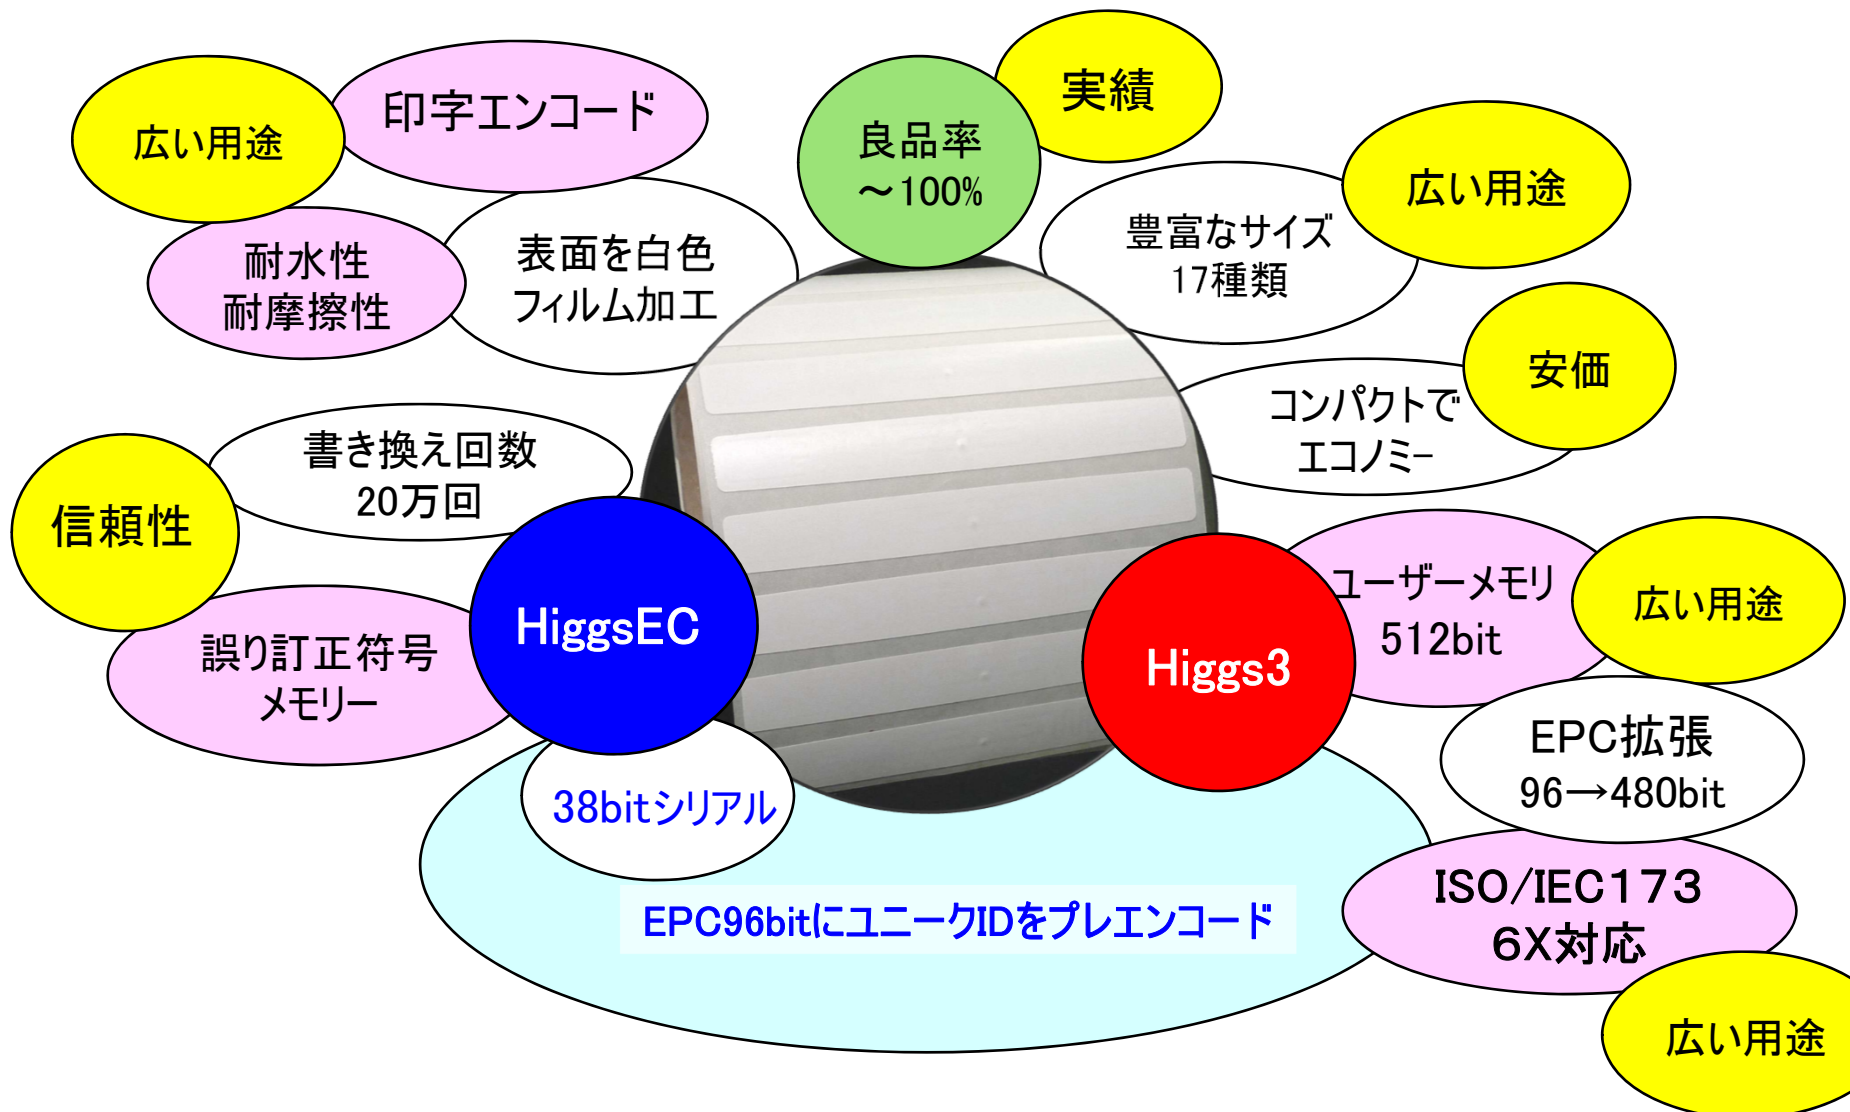 実績
印字エンコード
広い用途
良品率
～100%
広い用途
豊富なサイズ
17種類
耐水性
耐摩擦性
表面を白色
フィルム加工
安価
コンパクトで
エコノミー
書き換え回数
20万回
信頼性
HiggsEC
誤り訂正符号
メモリー
Higgs3
ユーザーメモリ
512bit
広い用途
EPC拡張
96→480bit
38bitシリアル
EPC96bitにユニークIDをプレエンコード
ISO/IEC１７３
６X対応
広い用途